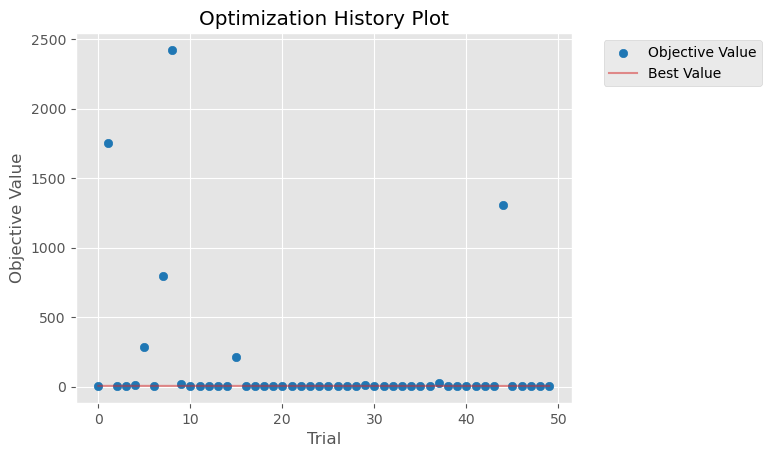 Optimization History Plot
Objective Value
Best Value
2500
2000
1500
1000
500
0
Objective Value
0 10 20 30 40 50
Trial